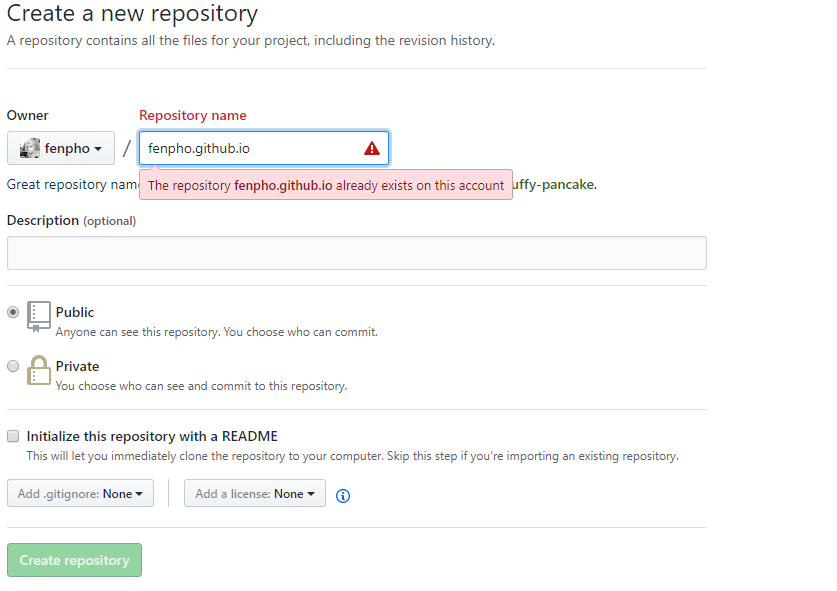 Create a new repository
A repository contains all the files for your project, including the revision history.
Owner
Repository name
fenpho
/
fenpho.github.io
The repository fenpho.github.io already exists on this account
Great repository uffy-pancake.
Description (optional)
Public
Anyone can see this repository. You choose who can commit.
Private
You choose who can see and commit to this repository.
Initialize this repository with a README
This will let you immediately clone the repository to your computer. Skip this step if you're importing an existing repository.
Add .gitignore: None
Add a license: None
Create repository